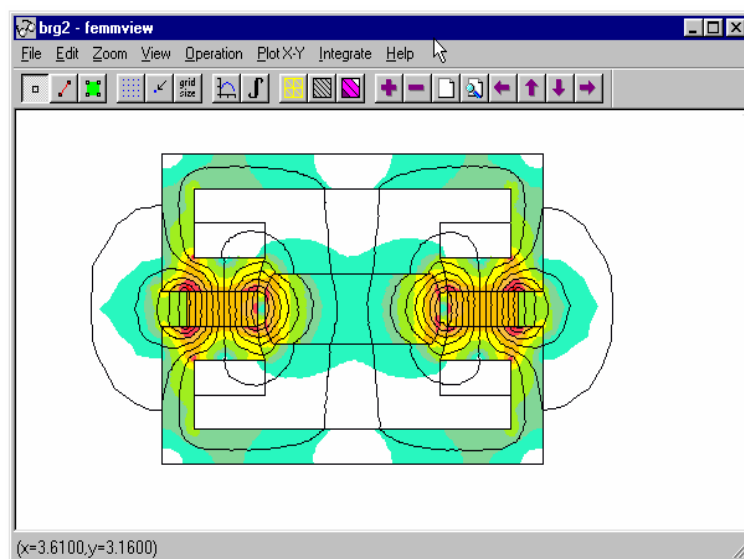 brg2 - femmview
File Edit Zoom View Operation Plot X-Y Integrate Help
grid
size
(x=3.6100,y=3.1600)